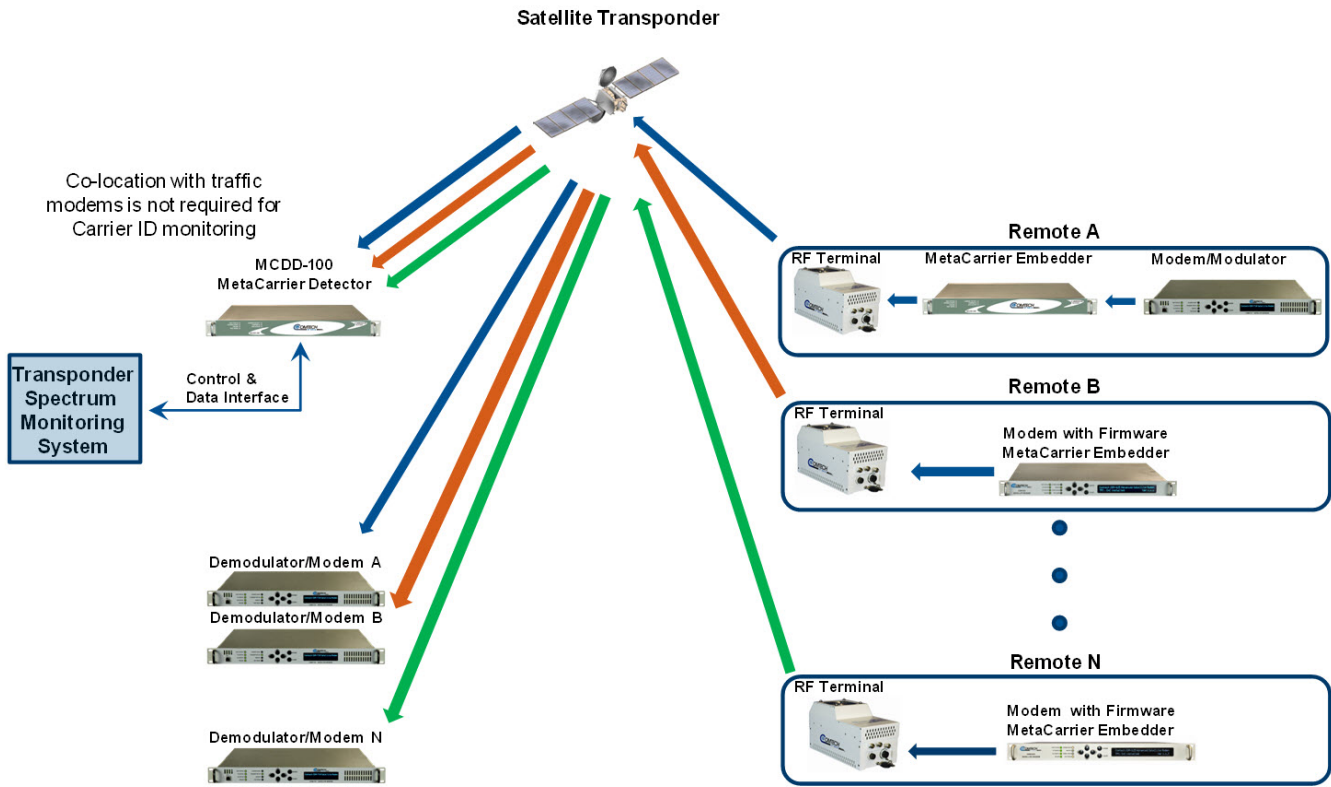 Satellite Transponder
Co-location with traffic
modems is not required for
Carrier ID monitoring
MCDD-100
MetaCarrier Detector
Transponder
Spectrum
Monitoring
System
Control &
Data Interface
Demodulator/Modem A
Demodulator/Modem B
Demodulator/Modem N
Remote A
RF Terminal
MetaCarrier Embedder
Modem/Modulator
Remote B
RF Terminal
Modem with Firmware
MetaCarrier Embedder
Remote N
RF Terminal
Modem with Firmware
MetaCarrier Embedder